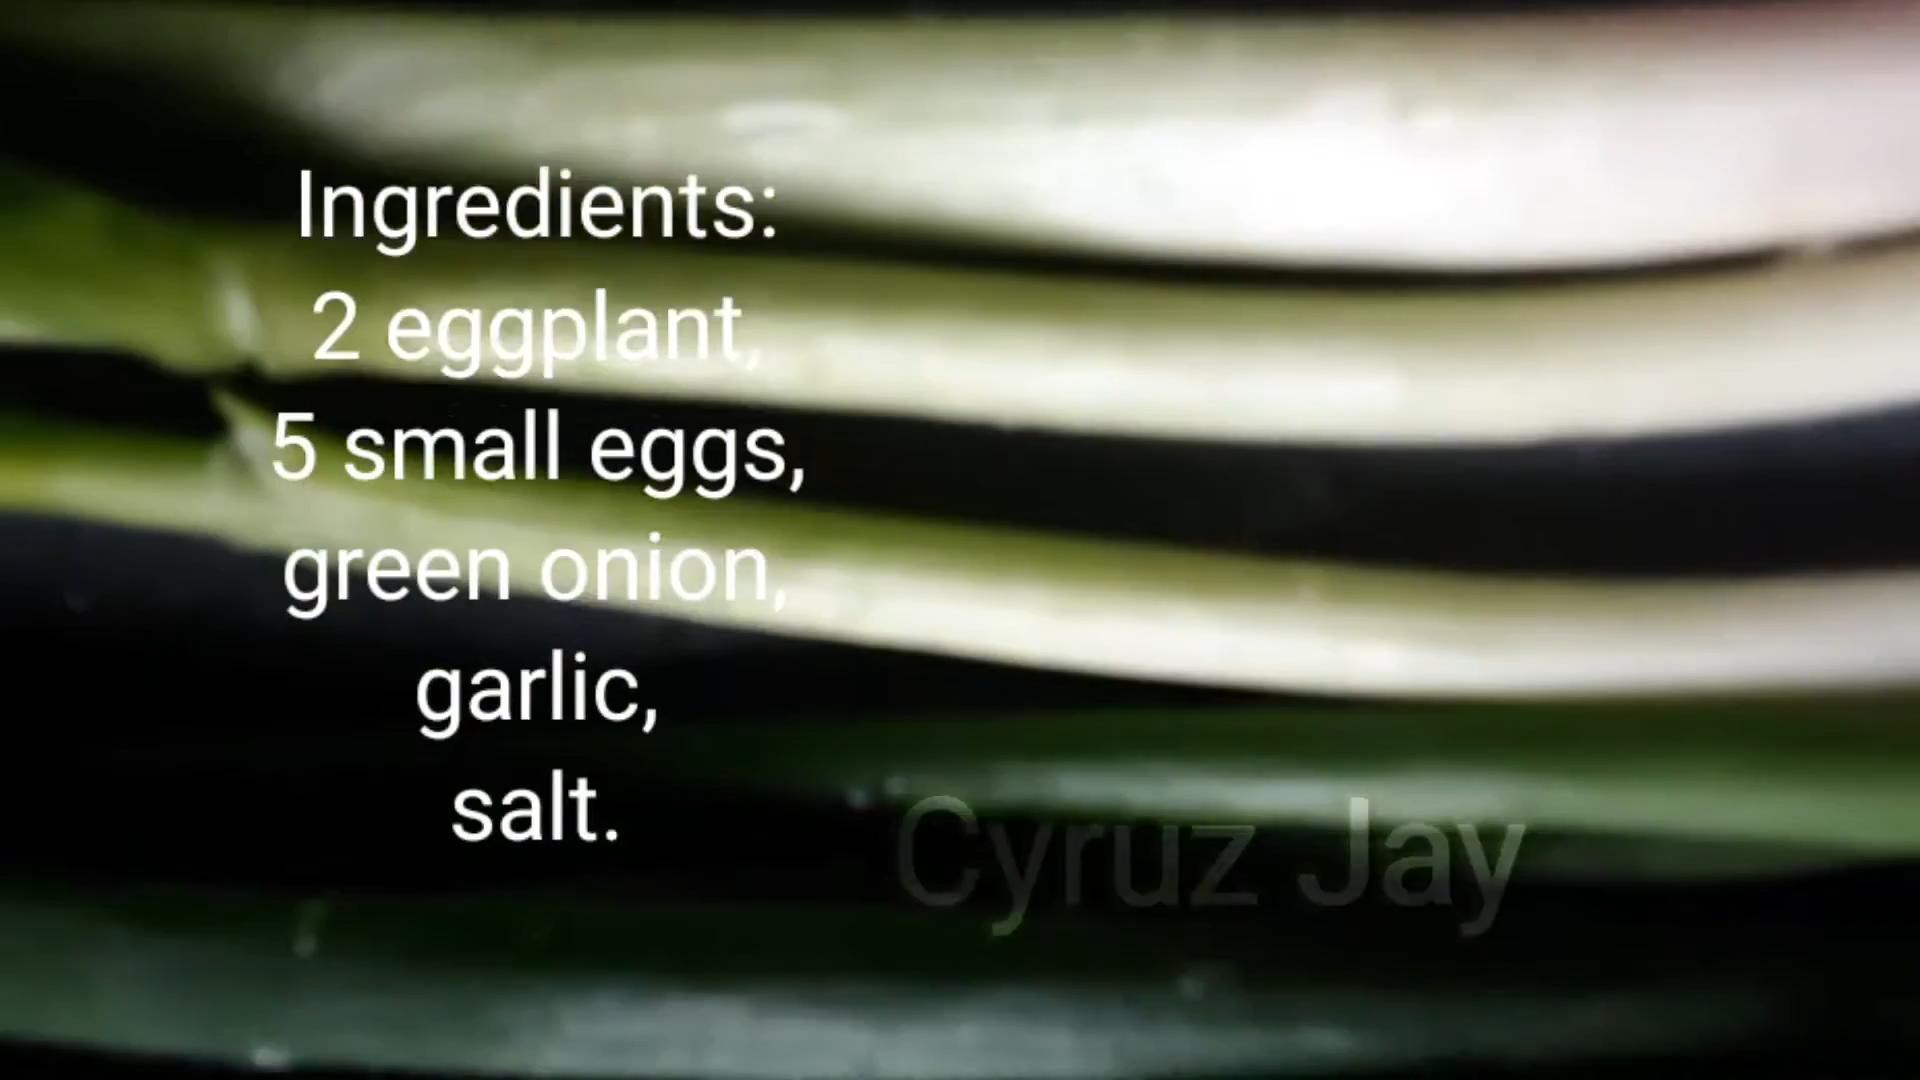 Ingredients:
2 eggplant,
5 small eggs,
green onion,
garlic,
salt.
Cyruz Jay